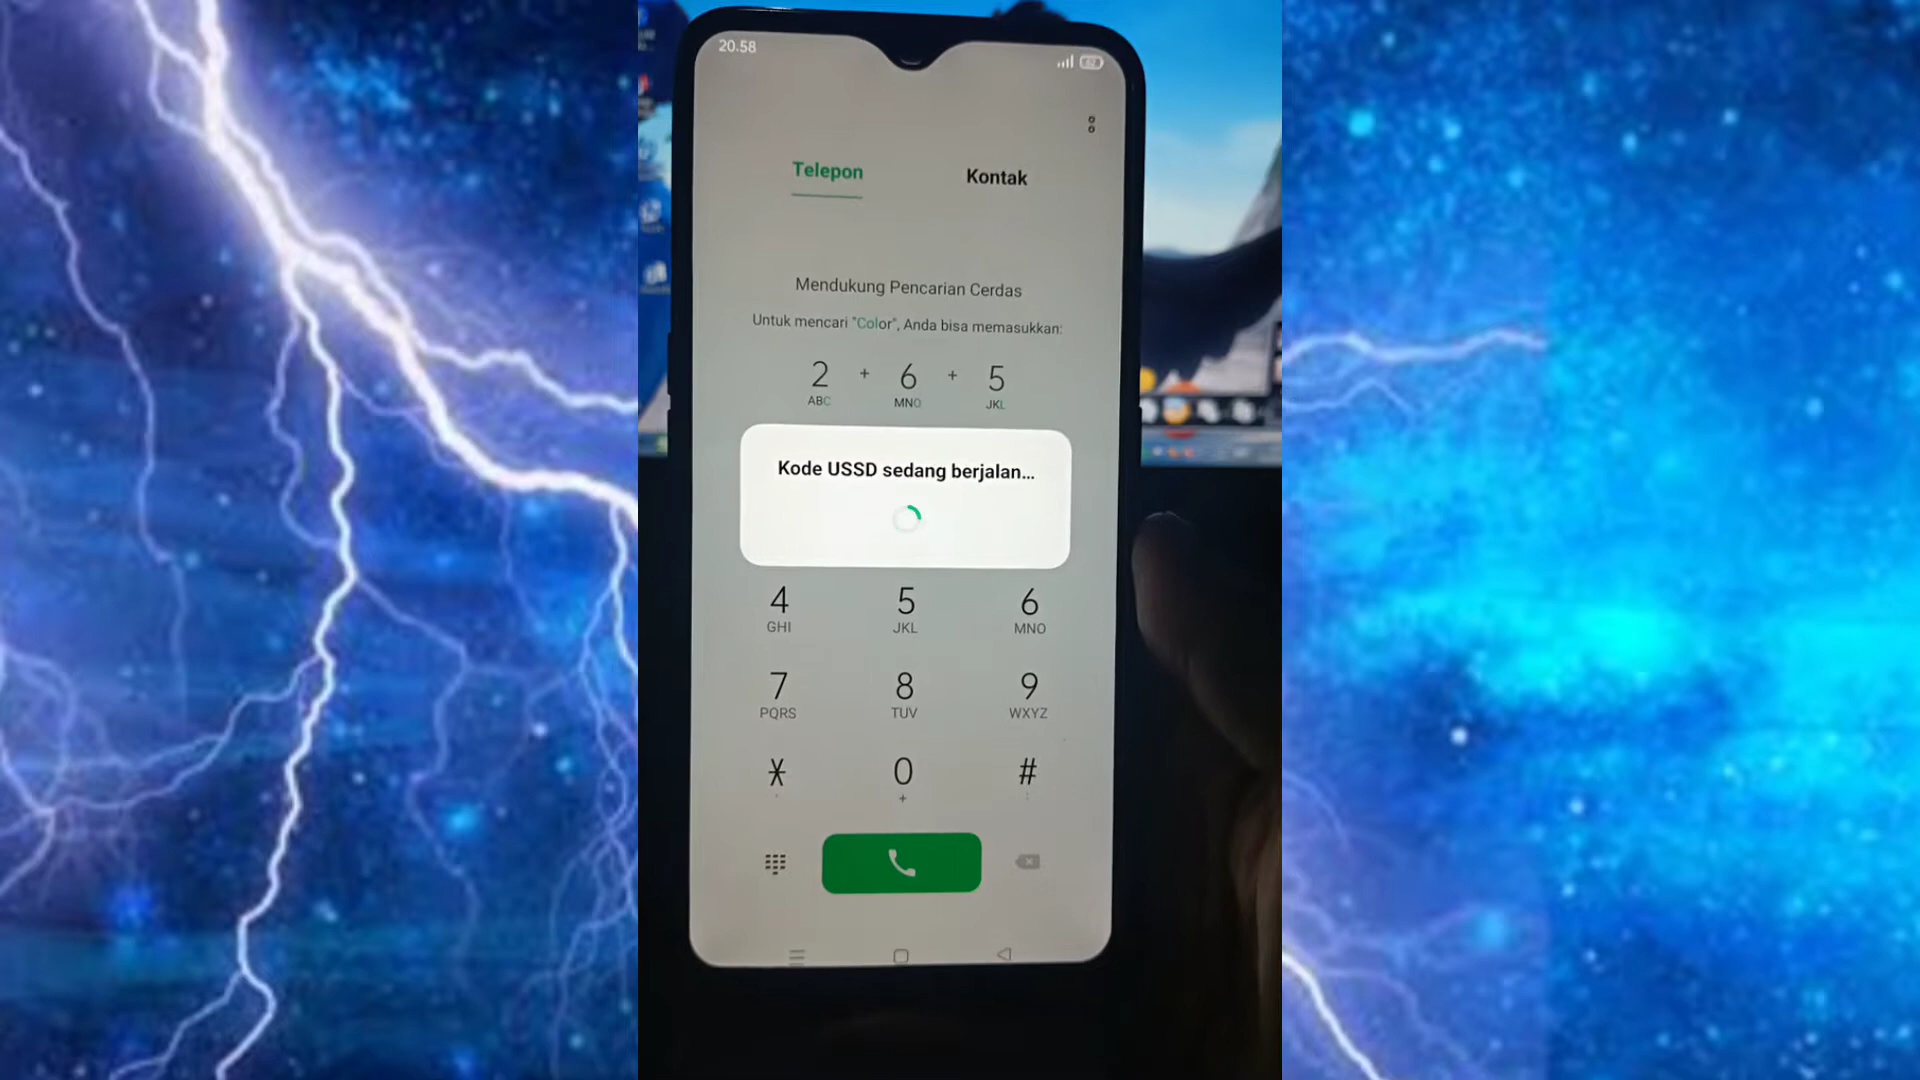 20.58
Telepon
Kontak
Mendukung Pencarian Cerdas
Untuk mencari "Color", Anda bisa memasukkan:
2 + 6 + 5
ABC MNO JKL
Kode USSD sedang berjalan...
4 5 6
GHI JKL MNO
7 8 9
PQRS TUV WXYZ
* 0 #
+